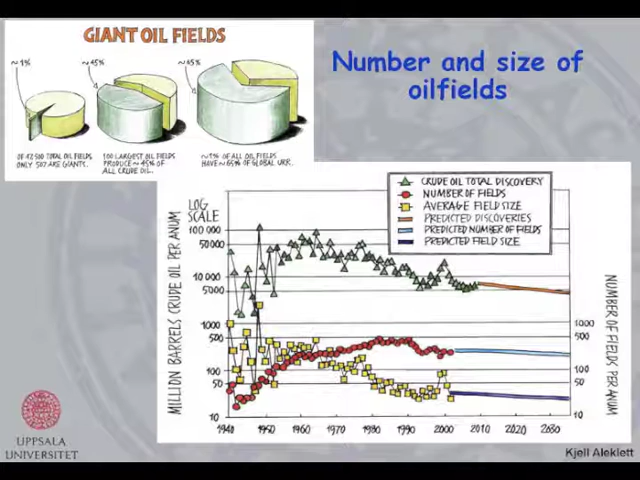 GIANT OIL FIELDS
~1%
~45%
~65%
OF 47 500 TOTAL OIL FIELDS
ONLY 507 ARE GIANTS.
100 LARGEST OIL FIELDS
PRODUCE ~45% OF
ALL CRUDE OIL.
~1% OF ALL OIL FIELDS
HAVE ~65% OF GLOBAL URR.
Number and size of
oilfields
CRUDE OIL TOTAL DISCOVERY
NUMBER OF FIELDS
AVERAGE FIELD SIZE
PREDICTED DISCOVERIES
PREDICTED NUMBER OF FIELDS
PREDICTED FIELD SIZE
LOG
SCALE
100 000
50 000
10 000
5000
1000
500
100
50
10
MILLION BARRELS CRUDE OIL PER ANUM
1000
500
100
50
10
NUMBER OF FIELDS PER ANUM
1940 1950 1960 1970 1980 1990 2000 2010 2020 2030
UPPSALA
UNIVERSITET
Kjell Aleklett